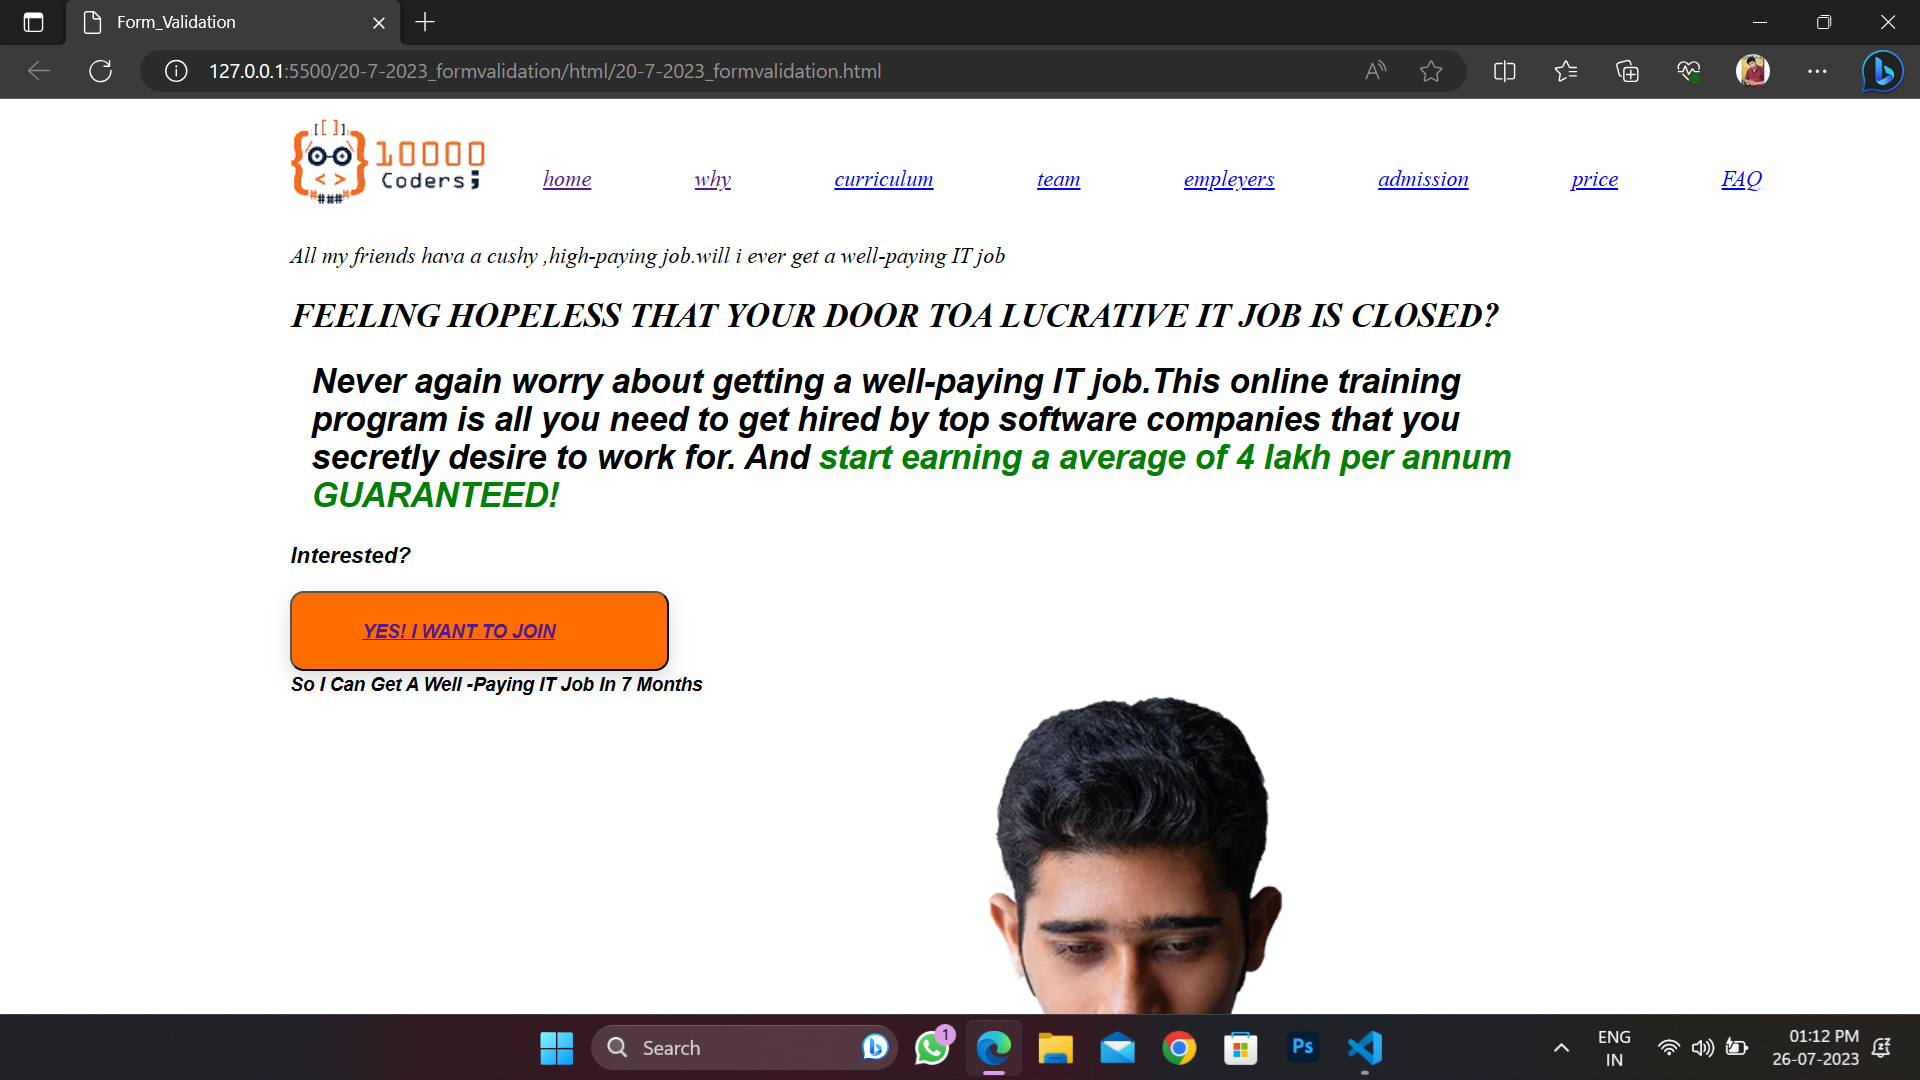 Form_Validation
127.0.0.1:5500/20-7-2023_formvalidation/html/20-7-2023_formvalidation.html
10000
Coders;
home why curriculum team empleyers admission price FAQ
All my friends hava a cushy ,high-paying job.will i ever get a well-paying IT job
FEELING HOPELESS THAT YOUR DOOR TOA LUCRATIVE IT JOB IS CLOSED?
Never again worry about getting a well-paying IT job.This online training
program is all you need to get hired by top software companies that you
secretly desire to work for. And start earning a average of 4 lakh per annum
GUARANTEED!
Interested?
YES! I WANT TO JOIN
So I Can Get A Well -Paying IT Job In 7 Months
Search
1
Ps
ENG
IN
01:12 PM
26-07-2023